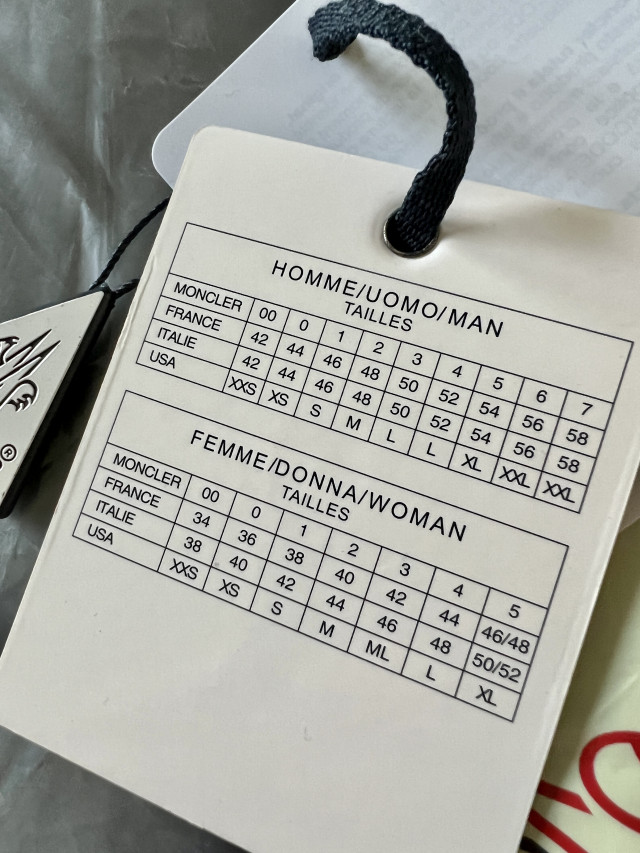 HOMME/UOMO/MAN
TAILLES
MONCLER 00 0 1 2 3 4 5 6 7
FRANCE 42 44 46 48 50 52 54 56 58
ITALIE 42 44 46 48 50 52 54 56 58
USA XXS XS S M L L XL XXL XXL
FEMME/DONNA/WOMAN
TAILLES
MONCLER 00 0 1 2 3 4 5
FRANCE 34 36 38 40 42 44 46/48
ITALIE 38 40 42 44 46 48 50/52
USA XXS XS S M ML L XL
®